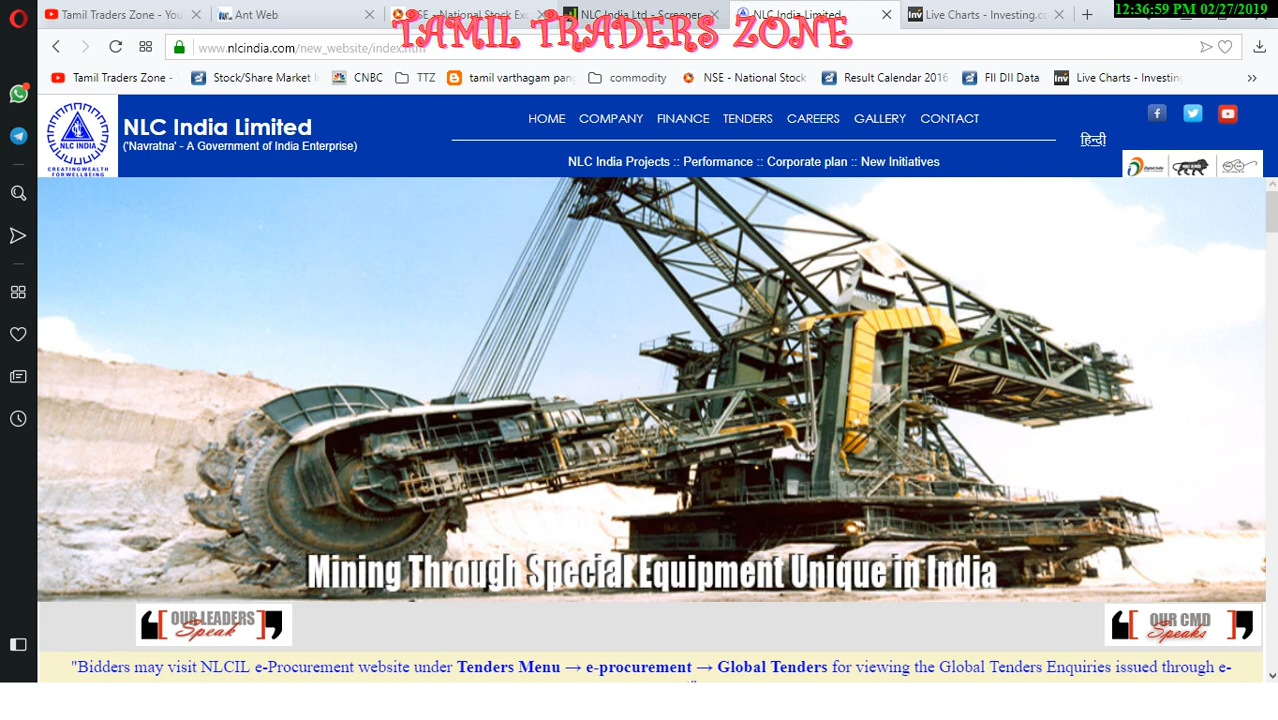 12:36:59 PM 02/27/2019
Tamil Traders Zone - You
Ant Web
NSE - National Stock Exc
NLC India Ltd - Screener
NLC India Limited
Live Charts - Investing.co
TAMIL TRADERS ZONE
www.nlcindia.com/new_website/index.htm
Tamil Traders Zone -
Stock/Share Market I
CNBC
TTZ
tamil varthagam pan
commodity
NSE - National Stock
Result Calendar 2016
FII DII Data
Live Charts - Investin
NLC INDIA
CREATING WEALTH
FOR WELLBEING
NLC India Limited
('Navratna' - A Government of India Enterprise)
HOME COMPANY FINANCE TENDERS CAREERS GALLERY CONTACT
हिन्दी
NLC India Projects :: Performance :: Corporate plan :: New Initiatives
Digital India
Mining Through Special Equipment Unique in India
OUR LEADERS
Speak
OUR CMD
Speaks
"Bidders may visit NLCIL e-Procurement website under Tenders Menu → e-procurement → Global Tenders for viewing the Global Tenders Enquiries issued through e-